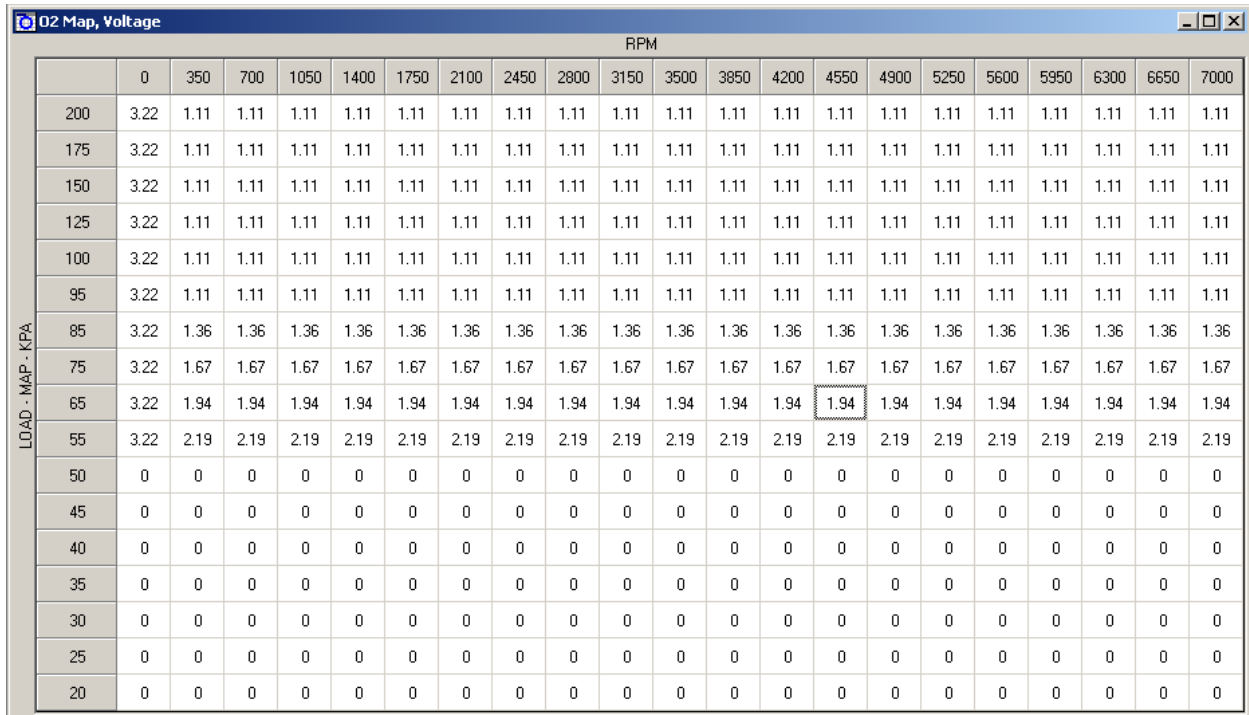 O2 Map, Voltage
RPM
0 350 700 1050 1400 1750 2100 2450 2800 3150 3500 3850 4200 4550 4900 5250 5600 5950 6300 6650 7000
LOAD - MAP - KPA
200 3.22 1.11 1.11 1.11 1.11 1.11 1.11 1.11 1.11 1.11 1.11 1.11 1.11 1.11 1.11 1.11 1.11 1.11 1.11 1.11 1.11
175 3.22 1.11 1.11 1.11 1.11 1.11 1.11 1.11 1.11 1.11 1.11 1.11 1.11 1.11 1.11 1.11 1.11 1.11 1.11 1.11 1.11
150 3.22 1.11 1.11 1.11 1.11 1.11 1.11 1.11 1.11 1.11 1.11 1.11 1.11 1.11 1.11 1.11 1.11 1.11 1.11 1.11 1.11
125 3.22 1.11 1.11 1.11 1.11 1.11 1.11 1.11 1.11 1.11 1.11 1.11 1.11 1.11 1.11 1.11 1.11 1.11 1.11 1.11 1.11
100 3.22 1.11 1.11 1.11 1.11 1.11 1.11 1.11 1.11 1.11 1.11 1.11 1.11 1.11 1.11 1.11 1.11 1.11 1.11 1.11 1.11
95 3.22 1.11 1.11 1.11 1.11 1.11 1.11 1.11 1.11 1.11 1.11 1.11 1.11 1.11 1.11 1.11 1.11 1.11 1.11 1.11 1.11
85 3.22 1.36 1.36 1.36 1.36 1.36 1.36 1.36 1.36 1.36 1.36 1.36 1.36 1.36 1.36 1.36 1.36 1.36 1.36 1.36 1.36
75 3.22 1.67 1.67 1.67 1.67 1.67 1.67 1.67 1.67 1.67 1.67 1.67 1.67 1.67 1.67 1.67 1.67 1.67 1.67 1.67 1.67
65 3.22 1.94 1.94 1.94 1.94 1.94 1.94 1.94 1.94 1.94 1.94 1.94 1.94 1.94 1.94 1.94 1.94 1.94 1.94 1.94 1.94
55 3.22 2.19 2.19 2.19 2.19 2.19 2.19 2.19 2.19 2.19 2.19 2.19 2.19 2.19 2.19 2.19 2.19 2.19 2.19 2.19 2.19
50 0 0 0 0 0 0 0 0 0 0 0 0 0 0 0 0 0 0 0 0 0
45 0 0 0 0 0 0 0 0 0 0 0 0 0 0 0 0 0 0 0 0 0
40 0 0 0 0 0 0 0 0 0 0 0 0 0 0 0 0 0 0 0 0 0
35 0 0 0 0 0 0 0 0 0 0 0 0 0 0 0 0 0 0 0 0 0
30 0 0 0 0 0 0 0 0 0 0 0 0 0 0 0 0 0 0 0 0 0
25 0 0 0 0 0 0 0 0 0 0 0 0 0 0 0 0 0 0 0 0 0
20 0 0 0 0 0 0 0 0 0 0 0 0 0 0 0 0 0 0 0 0 0